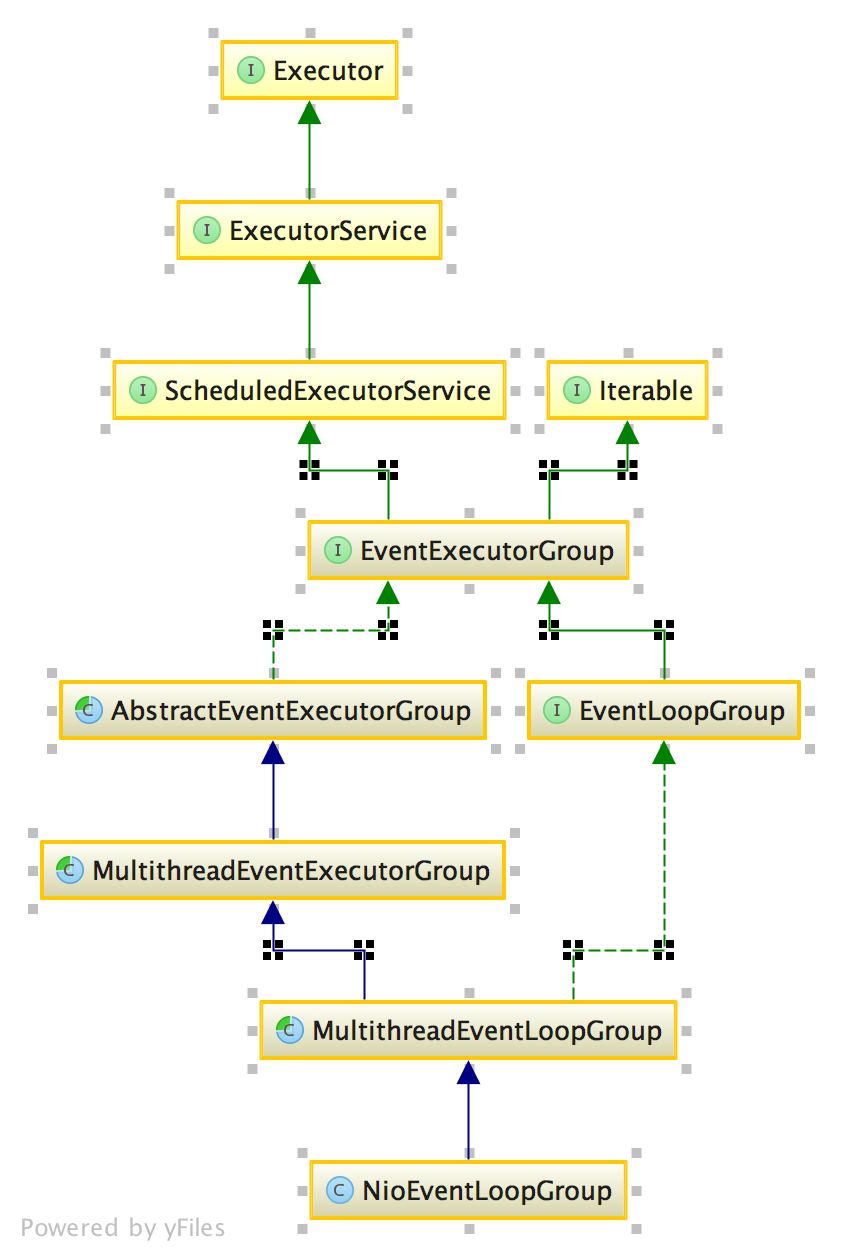 I Executor
I ExecutorService
I ScheduledExecutorService
I Iterable
I EventExecutorGroup
C AbstractEventExecutorGroup
I EventLoopGroup
C MultithreadEventExecutorGroup
C MultithreadEventLoopGroup
C NioEventLoopGroup
Powered by yFiles